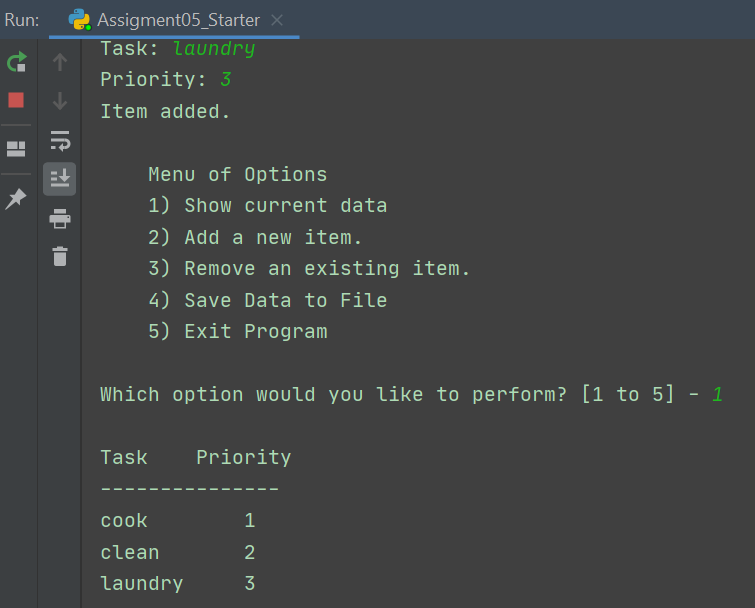 Run: Assigment05_Starter
Task: laundry
Priority: 3
Item added.
Menu of Options
1) Show current data
2) Add a new item.
3) Remove an existing item.
4) Save Data to File
5) Exit Program
Which option would you like to perform? [1 to 5] - 1
Task    Priority
---------------
cook        1
clean       2
laundry     3